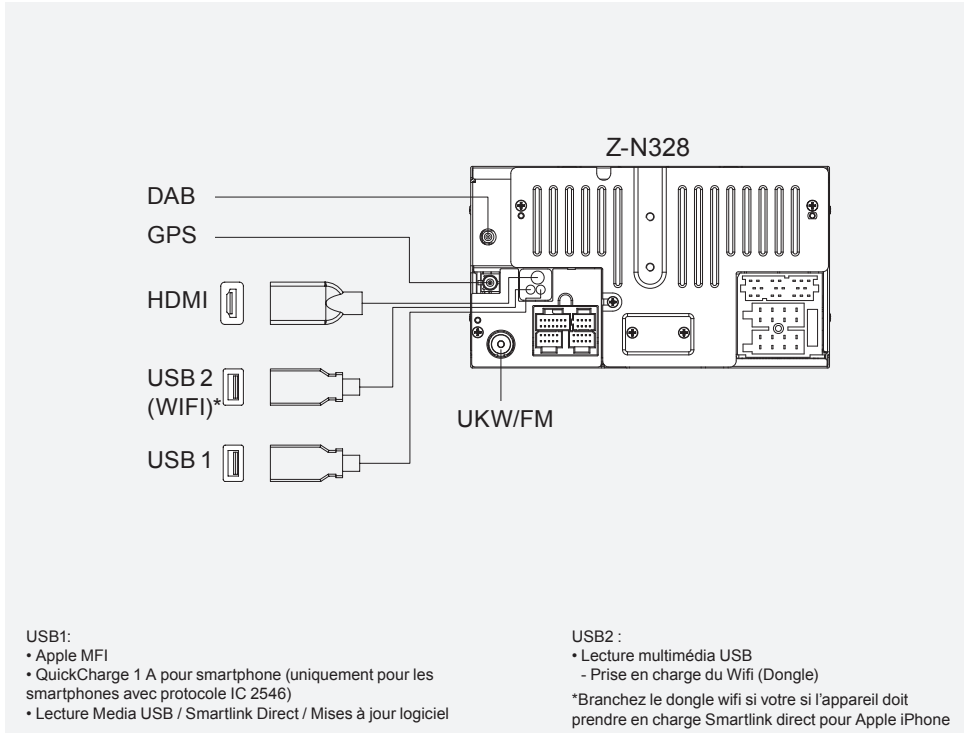 Z-N328
DAB
GPS
HDMI
USB 2
(WIFI)*
UKW/FM
USB 1
USB1:
• Apple MFI
• QuickCharge 1 A pour smartphone (uniquement pour les
smartphones avec protocole IC 2546)
• Lecture Media USB / Smartlink Direct / Mises à jour logiciel
USB2 :
• Lecture multimédia USB
- Prise en charge du Wifi (Dongle)
*Branchez le dongle wifi si votre si l'appareil doit
prendre en charge Smartlink direct pour Apple iPhone